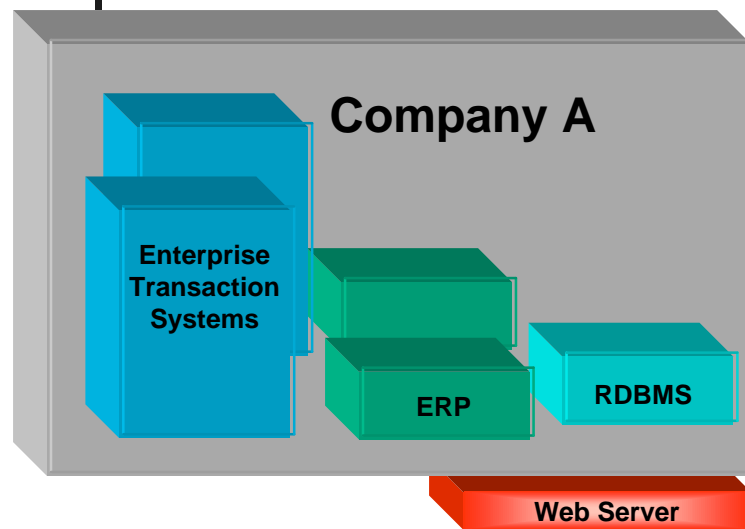 Company A
Enterprise
Transaction
Systems
ERP
RDBMS
Web Server